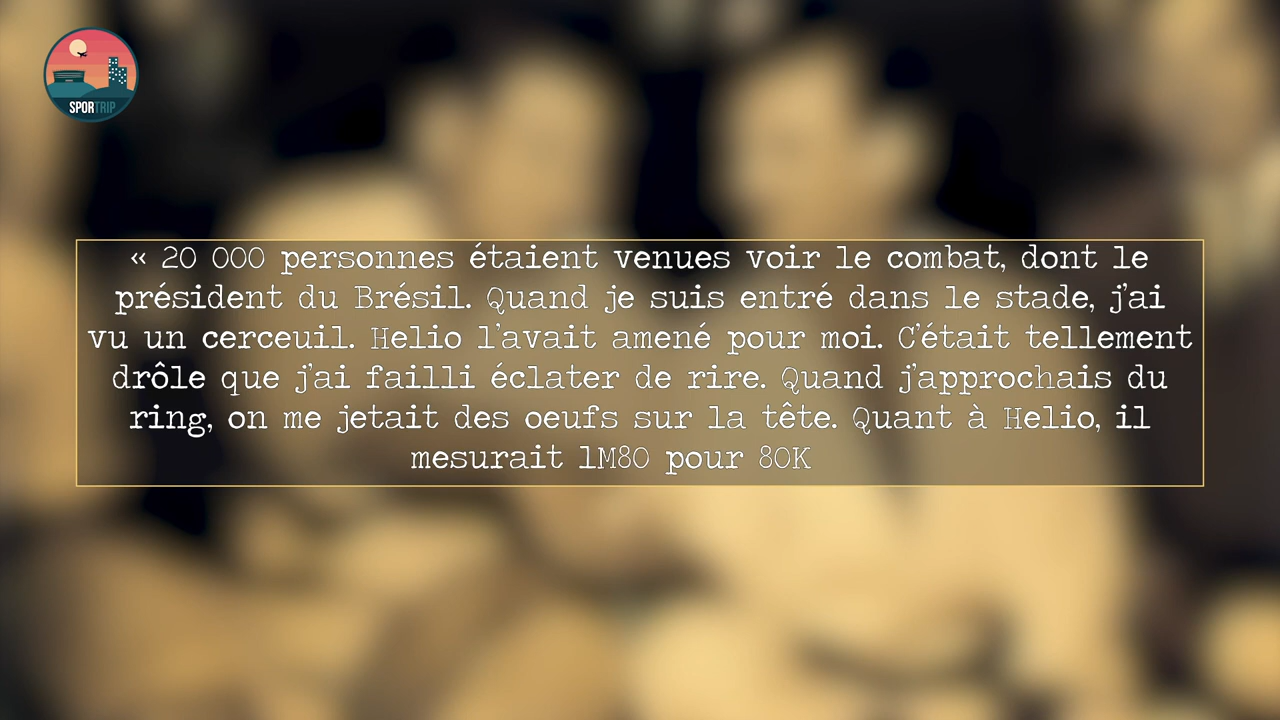 SPORTRIP
« 20 000 personnes étaient venues voir le combat, dont le
président du Brésil. Quand je suis entré dans le stade, j'ai
vu un cerceuil. Helio l'avait amené pour moi. C'était tellement
drôle que j'ai failli éclater de rire. Quand j'approchais du
ring, on me jetait des oeufs sur la tête. Quant à Helio, il
mesurait 1M80 pour 80K